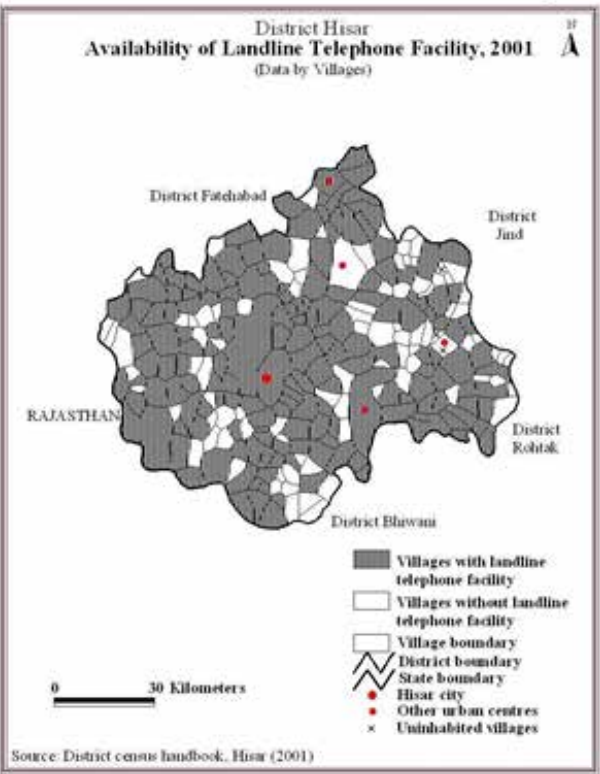 District Hisar
Availability of Landline Telephone Facility, 2001
(Data by Villages)
N
District Fatehabad
District
Jind
RAJASTHAN
District
Rohtak
District Bhiwani
Villages with landline
telephone facility
Villages without landline
telephone facility
Village boundary
District boundary
State boundary
Hisar city
Other urban centres
Uninhabited villages
0 30 Kilometers
Source: District census handbook, Hisar (2001)